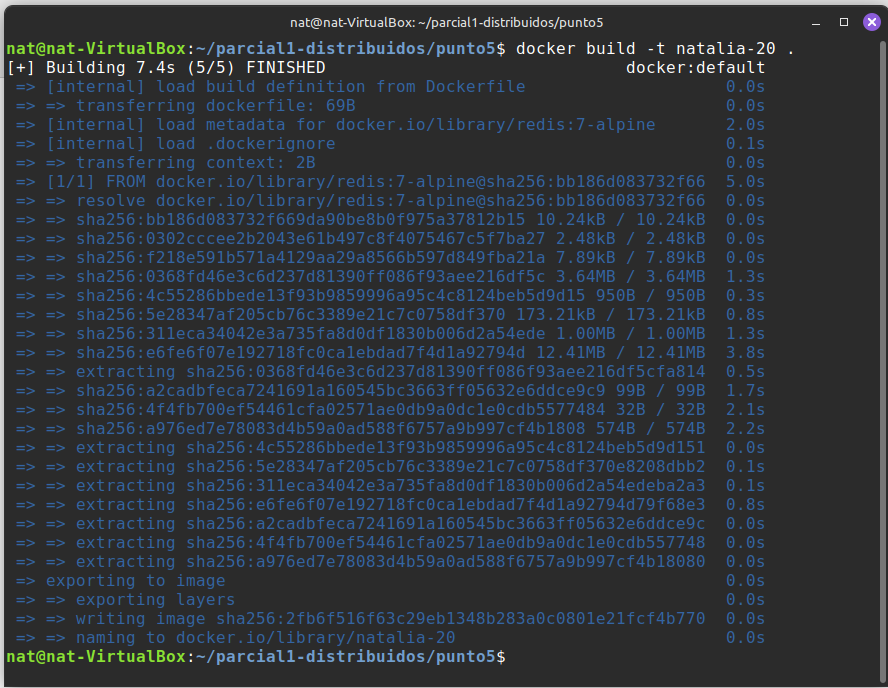 nat@nat-VirtualBox: ~/parcial1-distribuidos/punto5
nat@nat-VirtualBox:~/parcial1-distribuidos/punto5$ docker build -t natalia-20 .
[+] Building 7.4s (5/5) FINISHED docker:default
=> [internal] load build definition from Dockerfile 0.0s
=> => transferring dockerfile: 69B 0.0s
=> [internal] load metadata for docker.io/library/redis:7-alpine 2.0s
=> [internal] load .dockerignore 0.1s
=> => transferring context: 2B 0.0s
=> [1/1] FROM docker.io/library/redis:7-alpine@sha256:bb186d083732f66 5.0s
=> => resolve docker.io/library/redis:7-alpine@sha256:bb186d083732f66 0.0s
=> => sha256:bb186d083732f669da90be8b0f975a37812b15 10.24kB / 10.24kB 0.0s
=> => sha256:0302cccee2b2043e61b497c8f4075467c5f7ba27 2.48kB / 2.48kB 0.0s
=> => sha256:f218e591b571a4129aa29a8566b597d849fba21a 7.89kB / 7.89kB 0.0s
=> => sha256:0368fd46e3c6d237d81390ff086f93aee216df5c 3.64MB / 3.64MB 1.3s
=> => sha256:4c55286bbede13f93b9859996a95c4c8124beb5d9d15 950B / 950B 0.3s
=> => sha256:5e28347af205cb76c3389e21c7c0758df370 173.21kB / 173.21kB 0.8s
=> => sha256:311eca34042e3a735fa8d0df1830b006d2a54ede 1.00MB / 1.00MB 1.3s
=> => sha256:e6fe6f07e192718fc0ca1ebdad7f4d1a92794d 12.41MB / 12.41MB 3.8s
=> => extracting sha256:0368fd46e3c6d237d81390ff086f93aee216df5cfa814 0.5s
=> => sha256:a2cadbfeca7241691a160545bc3663ff05632e6ddce9c9 99B / 99B 1.7s
=> => sha256:4f4fb700ef54461cfa02571ae0db9a0dc1e0cdb5577484 32B / 32B 2.1s
=> => sha256:a976ed7e78083d4b59a0ad588f6757a9b997cf4b1808 574B / 574B 2.2s
=> => extracting sha256:4c55286bbede13f93b9859996a95c4c8124beb5d9d151 0.0s
=> => extracting sha256:5e28347af205cb76c3389e21c7c0758df370e8208dbb2 0.1s
=> => extracting sha256:311eca34042e3a735fa8d0df1830b006d2a54edeba2a3 0.1s
=> => extracting sha256:e6fe6f07e192718fc0ca1ebdad7f4d1a92794d79f68e3 0.8s
=> => extracting sha256:a2cadbfeca7241691a160545bc3663ff05632e6ddce9c 0.0s
=> => extracting sha256:4f4fb700ef54461cfa02571ae0db9a0dc1e0cdb557748 0.0s
=> => extracting sha256:a976ed7e78083d4b59a0ad588f6757a9b997cf4b18080 0.0s
=> exporting to image 0.0s
=> => exporting layers 0.0s
=> => writing image sha256:2fb6f516f63c29eb1348b283a0c0801e21fcf4b770 0.0s
=> => naming to docker.io/library/natalia-20 0.0s
nat@nat-VirtualBox:~/parcial1-distribuidos/punto5$